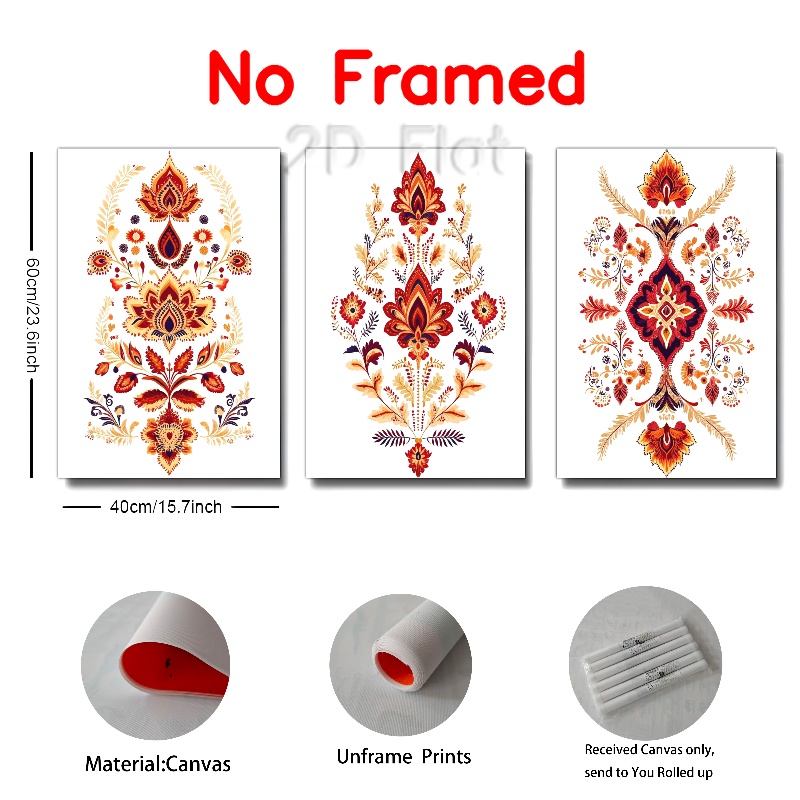 No Framed
2D Flat
60cm/23.6inch
40cm/15.7inch
Material:Canvas
Unframe Prints
Received Canvas only,
send to You Rolled up